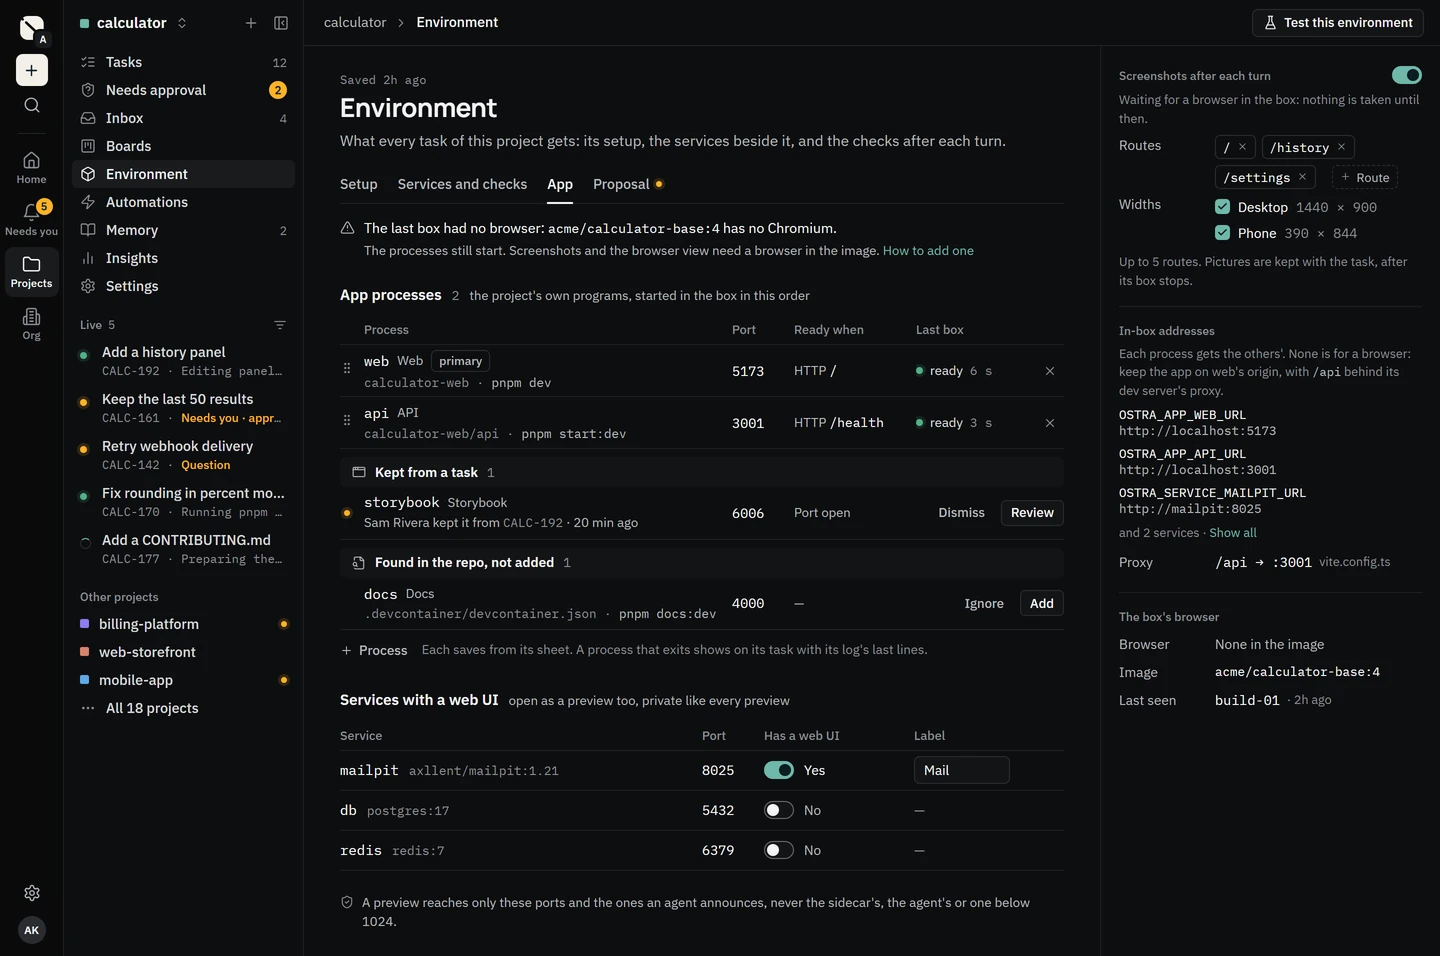 A
Home
5
Needs you
Projects
Org
AK
calculator
Tasks 12
Needs approval 2
Inbox 4
Boards
Environment
Automations
Memory 2
Insights
Settings
Live 5
Add a history panel
CALC-192 · Editing panel…
Keep the last 50 results
CALC-161 · Needs you · appr…
Retry webhook delivery
CALC-142 · Question
Fix rounding in percent mo…
CALC-170 · Running pnpm …
Add a CONTRIBUTING.md
CALC-177 · Preparing the…
Other projects
billing-platform
web-storefront
mobile-app
All 18 projects
calculator > Environment
Test this environment
Saved 2h ago
Environment
What every task of this project gets: its setup, the services beside it, and the checks after each turn.
Setup Services and checks App Proposal
The last box had no browser: acme/calculator-base:4 has no Chromium.
The processes still start. Screenshots and the browser view need a browser in the image. How to add one
App processes 2 the project's own programs, started in the box in this order
Process Port Ready when Last box
web Web primary
calculator-web · pnpm dev
5173 HTTP / ready 6 s
api API
calculator-web/api · pnpm start:dev
3001 HTTP /health ready 3 s
Kept from a task 1
storybook Storybook
Sam Rivera kept it from CALC-192 · 20 min ago
6006 Port open Dismiss Review
Found in the repo, not added 1
docs Docs
.devcontainer/devcontainer.json · pnpm docs:dev
4000 — Ignore Add
+ Process Each saves from its sheet. A process that exits shows on its task with its log's last lines.
Services with a web UI open as a preview too, private like every preview
Service Port Has a web UI Label
mailpit axllent/mailpit:1.21 8025 Yes Mail
db postgres:17 5432 No —
redis redis:7 6379 No —
A preview reaches only these ports and the ones an agent announces, never the sidecar's, the agent's or one below
1024.
Screenshots after each turn
Waiting for a browser in the box: nothing is taken until
then.
Routes / × /history ×
/settings × + Route
Widths Desktop 1440 × 900
Phone 390 × 844
Up to 5 routes. Pictures are kept with the task, after
its box stops.
In-box addresses
Each process gets the others'. None is for a browser:
keep the app on web's origin, with /api behind its
dev server's proxy.
OSTRA_APP_WEB_URL
http://localhost:5173
OSTRA_APP_API_URL
http://localhost:3001
OSTRA_SERVICE_MAILPIT_URL
http://mailpit:8025
and 2 services · Show all
Proxy /api → :3001 vite.config.ts
The box's browser
Browser None in the image
Image acme/calculator-base:4
Last seen build-01 · 2h ago